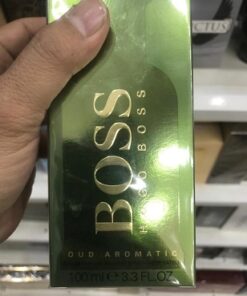 BOSS
HUGO BOSS
OUD AROMATIC
100 ml e 3.3 FL.OZ